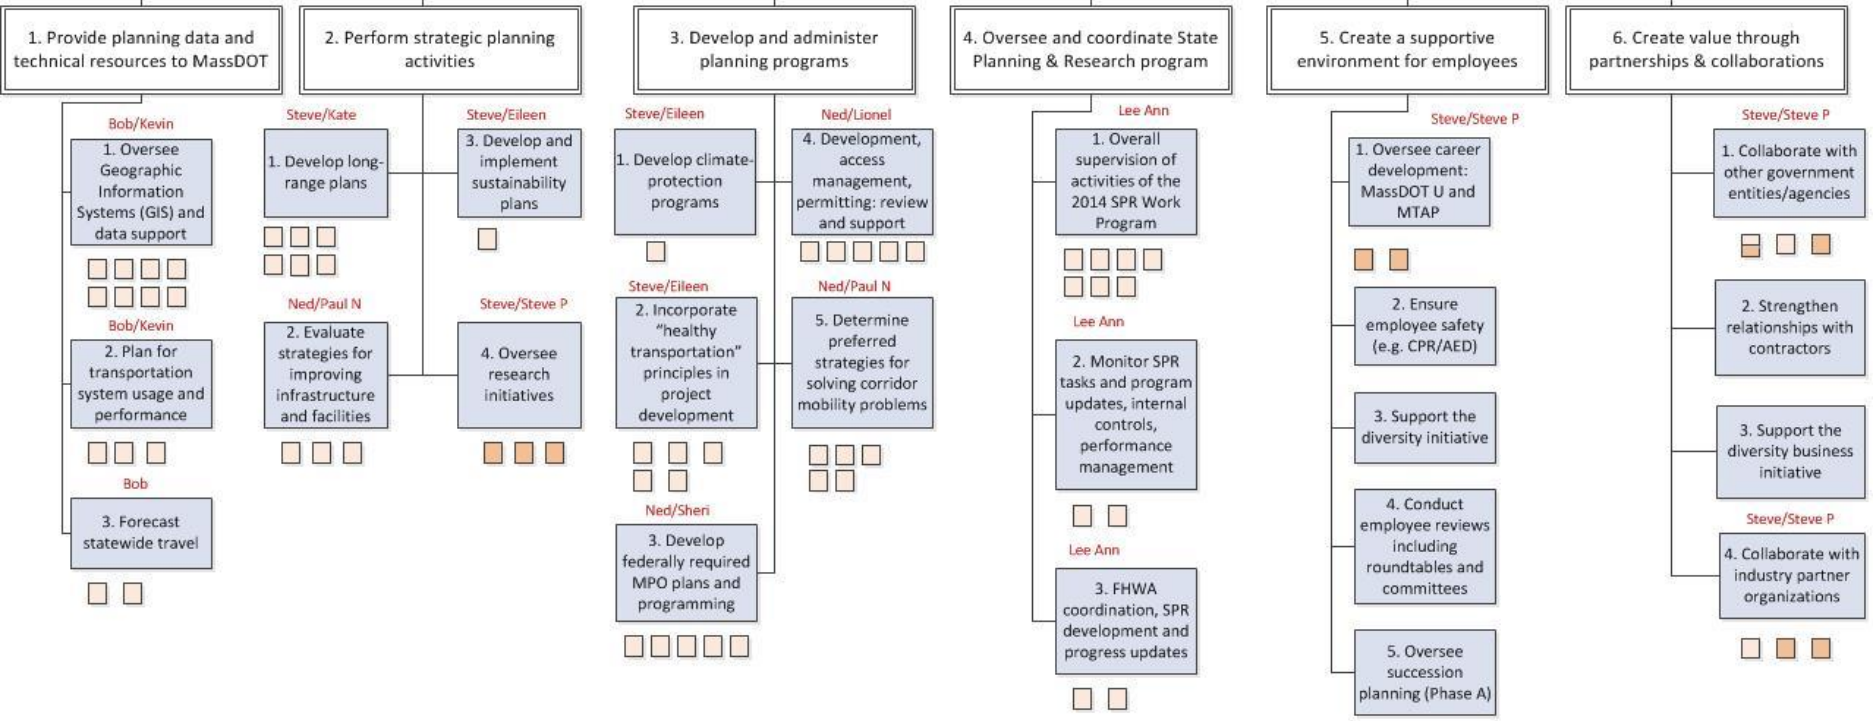 1. Provide planning data and
technical resources to MassDOT
2. Perform strategic planning
activities
3. Develop and administer
planning programs
4. Oversee and coordinate State
Planning & Research program
5. Create a supportive
environment for employees
6. Create value through
partnerships & collaborations
Bob/Kevin
1. Oversee
Geographic
Information
Systems (GIS) and
data support
Bob/Kevin
2. Plan for
transportation
system usage and
performance
Bob
3. Forecast
statewide travel
Steve/Kate
1. Develop long-
range plans
Ned/Paul N
2. Evaluate
strategies for
improving
infrastructure
and facilities
Steve/Eileen
3. Develop and
implement
sustainability
plans
Steve/Steve P
4. Oversee
research
initiatives
Steve/Eileen
1. Develop climate-
protection
programs
Steve/Eileen
2. Incorporate
“healthy
transportation”
principles in
project
development
Ned/Sheri
3. Develop
federally required
MPO plans and
programming
Ned/Lionel
4. Development,
access
management,
permitting: review
and support
Ned/Paul N
5. Determine
preferred
strategies for
solving corridor
mobility problems
Lee Ann
1. Overall
supervision of
activities of the
2014 SPR Work
Program
Lee Ann
2. Monitor SPR
tasks and program
updates, internal
controls,
performance
management
Lee Ann
3. FHWA
coordination, SPR
development and
progress updates
Steve/Steve P
1. Oversee career
development:
MassDOT U and
MTAP
2. Ensure
employee safety
(e.g. CPR/AED)
3. Support the
diversity initiative
4. Conduct
employee reviews
including
roundtables and
committees
5. Oversee
succession
planning (Phase A)
Steve/Steve P
1. Collaborate with
other government
entities/agencies
2. Strengthen
relationships with
contractors
3. Support the
diversity business
initiative
Steve/Steve P
4. Collaborate with
industry partner
organizations